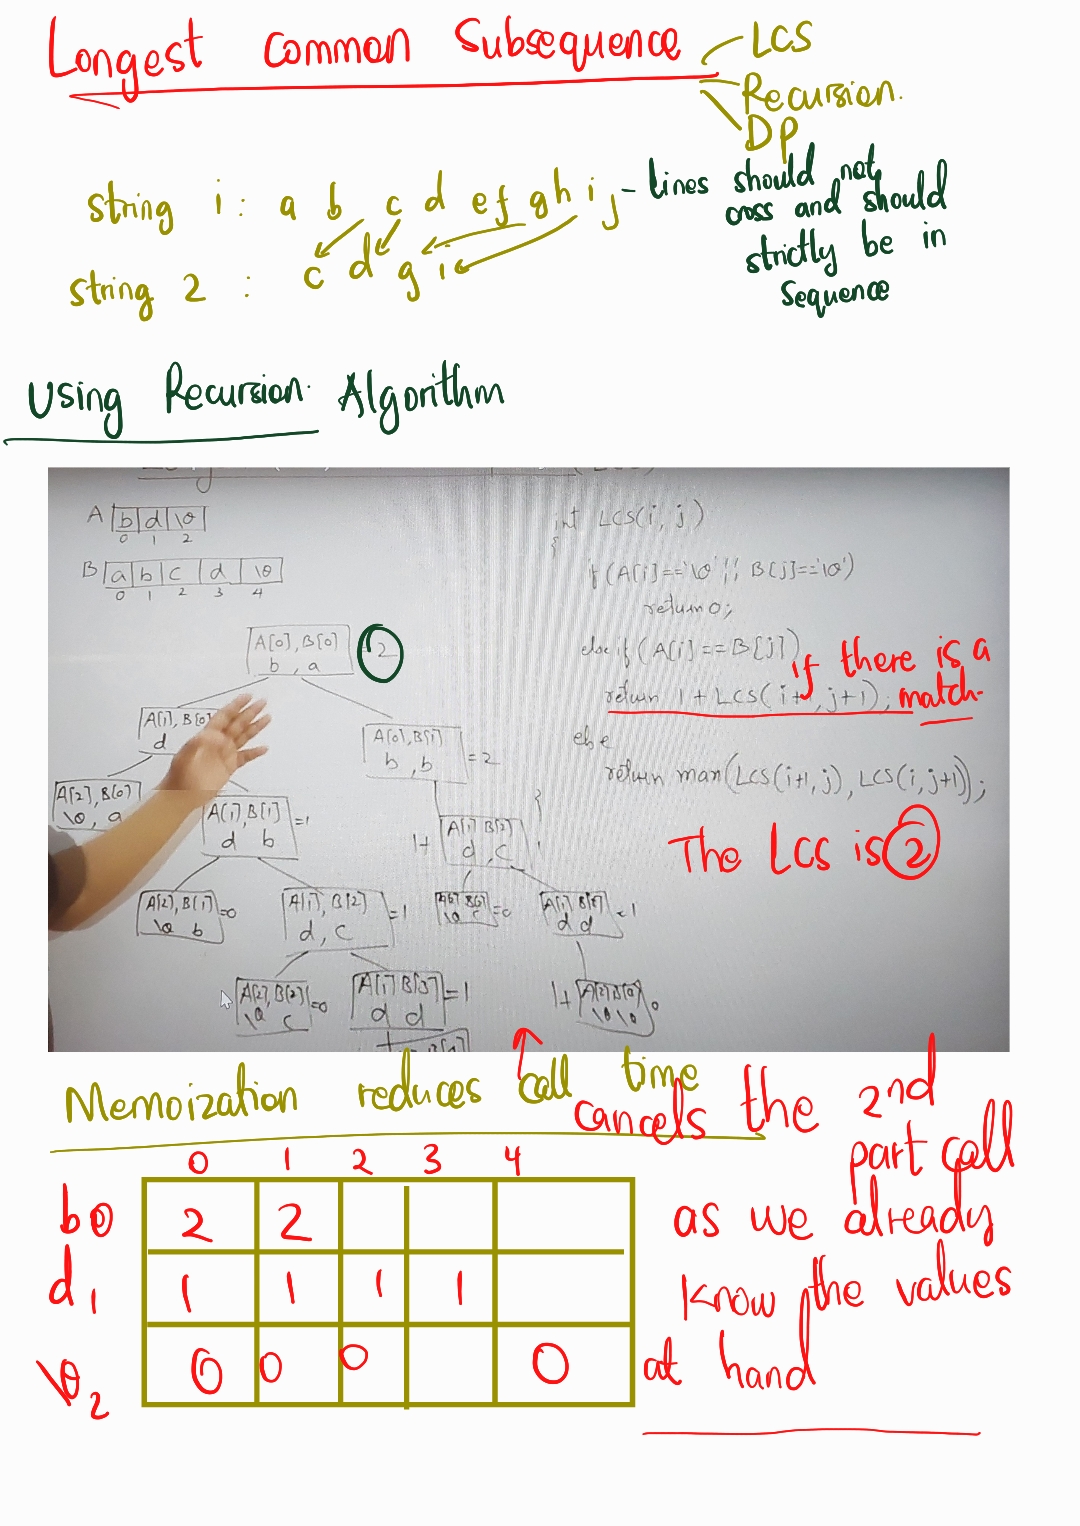 Longest Common Subsequence
LCS
Recursion.
DP
string i: a b c d e f g h i j
- lines should not
cross and should
strictly be in
Sequence
string 2 : c d g i
Using Recursion Algorithm
A b d \0
0 1 2
B a b c d \0
0 1 2 3 4
int LCS(i, j)
{
if (A[i]=='\0' || B[j]=='\0')
return 0;
else if (A[i]==B[j])
return 1 + LCS(i+1, j+1);
if there is a
match.
else
return max(LCS(i+1, j), LCS(i, j+1));
}
The LCS is 2
A[0], B[0]
b , a
2
A[1], B[0]
d
A[0], B[1] =2
b , b
A[2], B[0]
\0, a
A[1], B[1] =1
d b
1+ A[1] B[2]
d , c
A[2], B[1] =0
\0 b
A[1], B[2] =1
d, c
A[2] B[2] =0
\0 c
A[1] B[3] =1
d d
A[2], B[2] =0
\0 c
A[1] B[3] =1
d d
1+ A[2] B[4] 0
\0 \0
Memoization reduces call time
cancels the 2nd
part call
as we already
know the values
at hand
0 1 2 3 4
b 0 2 2
d 1 1 1 1 1
\0 2 0 0 0 0